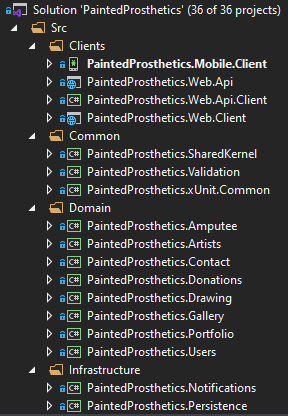 Solution 'PaintedProsthetics' (36 of 36 projects)
Src
Clients
PaintedProsthetics.Mobile.Client
PaintedProsthetics.Web.Api
PaintedProsthetics.Web.Api.Client
PaintedProsthetics.Web.Client
Common
PaintedProsthetics.SharedKernel
PaintedProsthetics.Validation
PaintedProsthetics.xUnit.Common
Domain
PaintedProsthetics.Amputee
PaintedProsthetics.Artists
PaintedProsthetics.Contact
PaintedProsthetics.Donations
PaintedProsthetics.Drawing
PaintedProsthetics.Gallery
PaintedProsthetics.Portfolio
PaintedProsthetics.Users
Infrastructure
PaintedProsthetics.Notifications
PaintedProsthetics.Persistence